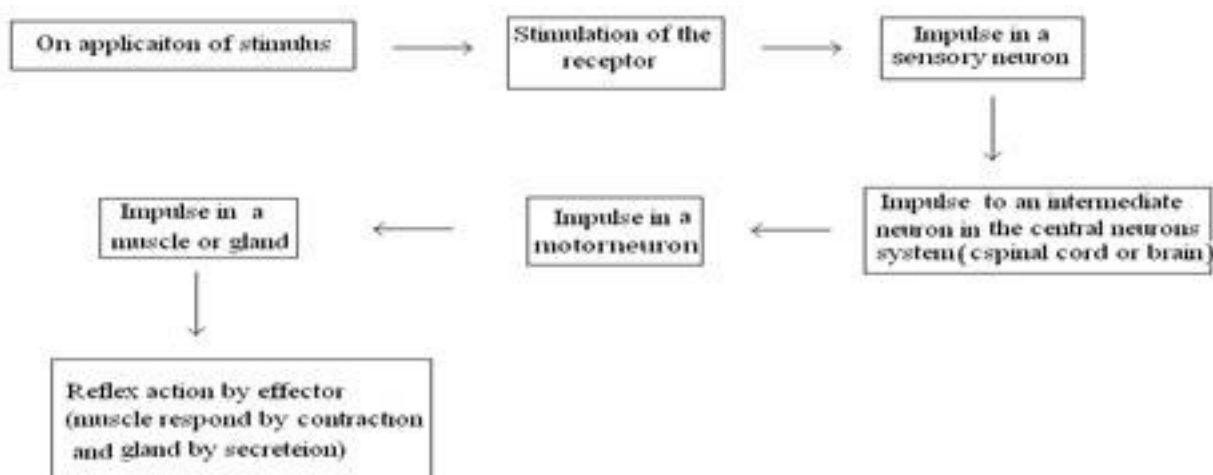 On applicaiton of stimulus
Stimulation of the
receptor
Impulse in a
sensory neuron
Impulse to an intermediate
neuron in the central neurons
system( cspinal cord or brain)
Impulse in a
motorneuron
Impulse in a
muscle or gland
Reflex action by effector
(muscle respond by contraction
and gland by secreteion)